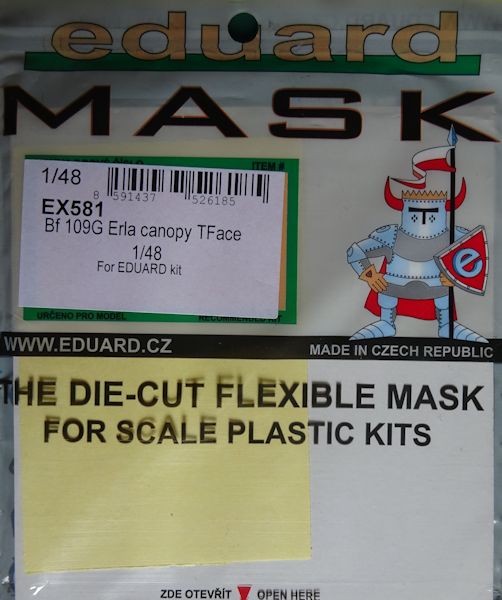 eduard
MASK
ITEM #
1/48
8 591437 526185
EX581
Bf 109G Erla canopy TFace
1/48
For EDUARD kit
URČENO PRO MODEL
RECOMMENDED KIT
e
WWW.EDUARD.CZ
MADE IN CZECH REPUBLIC
THE DIE-CUT FLEXIBLE MASK
FOR SCALE PLASTIC KITS
ZDE OTEVŘÍT OPEN HERE